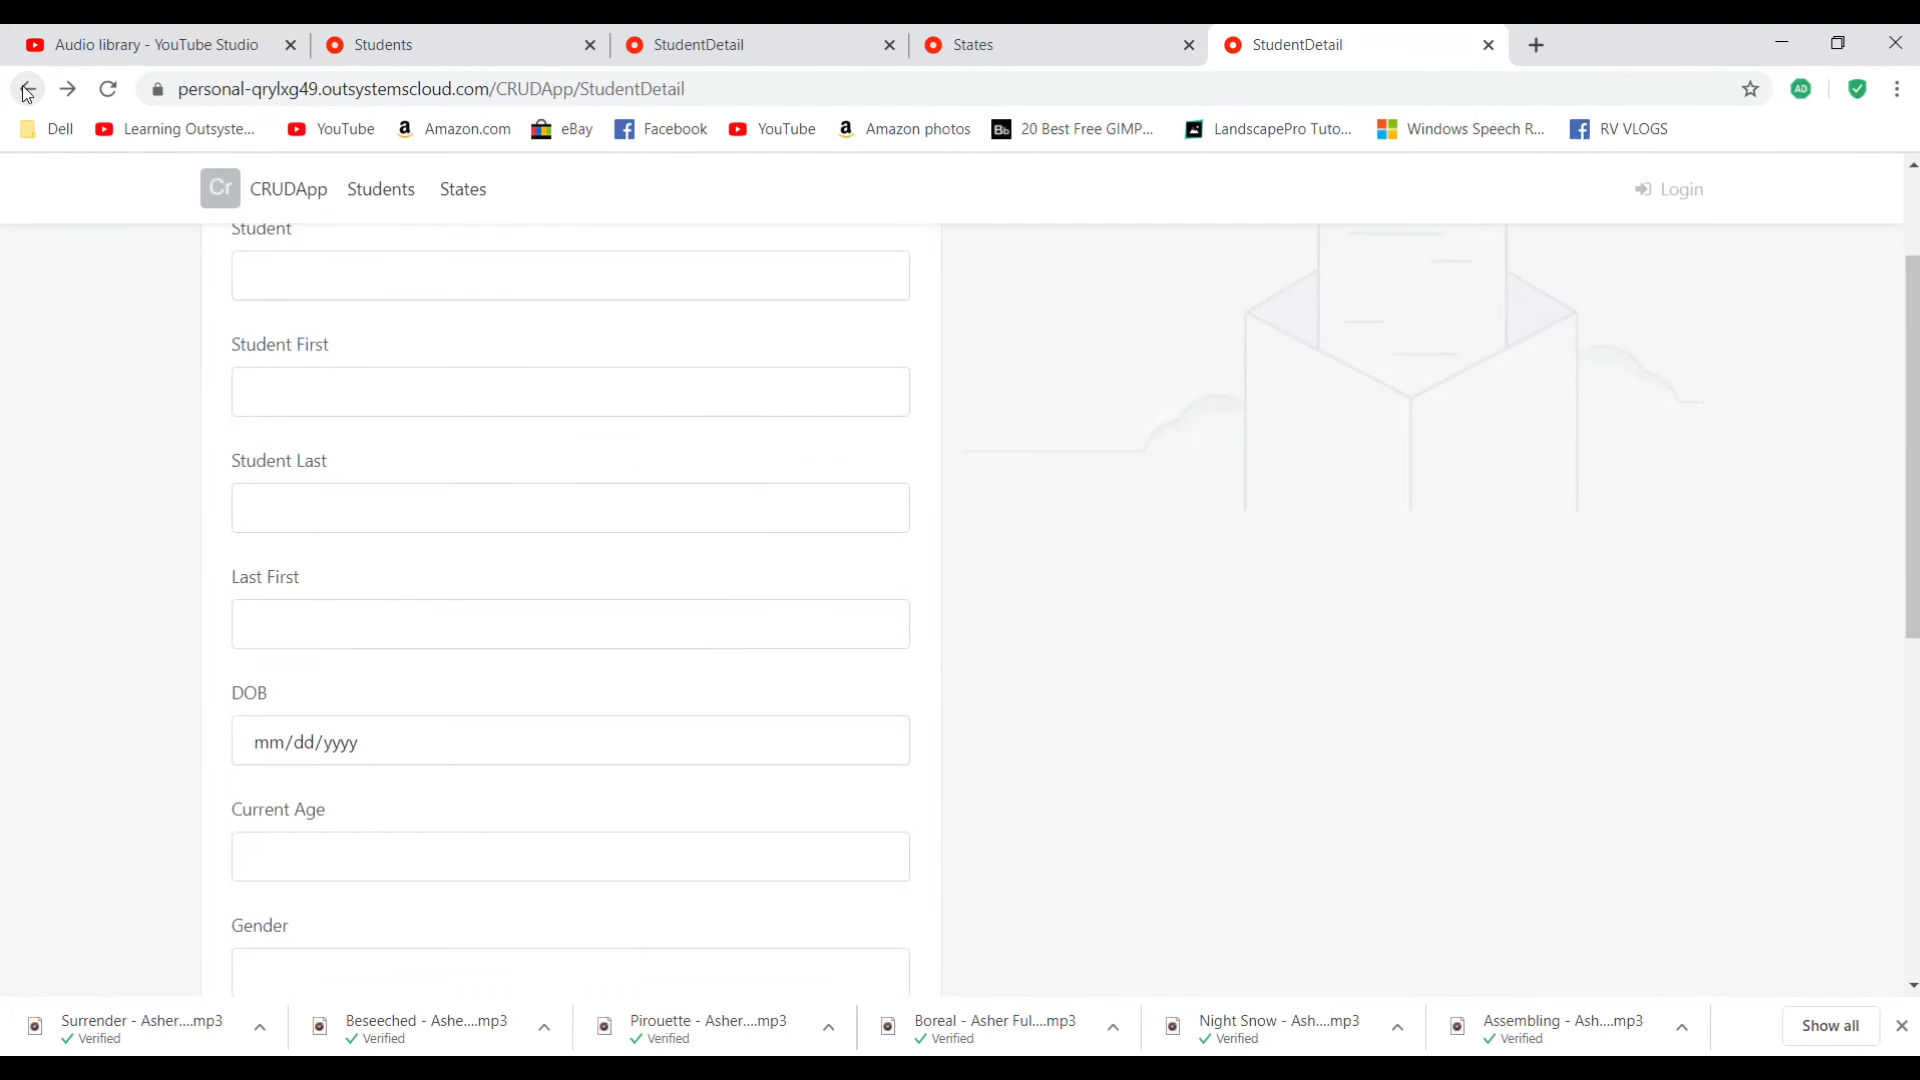 Audio library - YouTube Studio
Students
StudentDetail
States
StudentDetail
personal-qrylxg49.outsystemscloud.com/CRUDApp/StudentDetail
AD
Dell
Learning Outsyste...
YouTube
Amazon.com
eBay
Facebook
YouTube
Amazon photos
Bb
20 Best Free GIMP...
LandscapePro Tuto...
Windows Speech R...
RV VLOGS
Cr
CRUDApp
Students
States
Login
Student
Student First
Student Last
Last First
DOB
mm/dd/yyyy
Current Age
Gender
Surrender - Asher....mp3
Verified
Beseeched - Ashe....mp3
Verified
Pirouette - Asher....mp3
Verified
Boreal - Asher Ful....mp3
Verified
Night Snow - Ash....mp3
Verified
Assembling - Ash....mp3
Verified
Show all